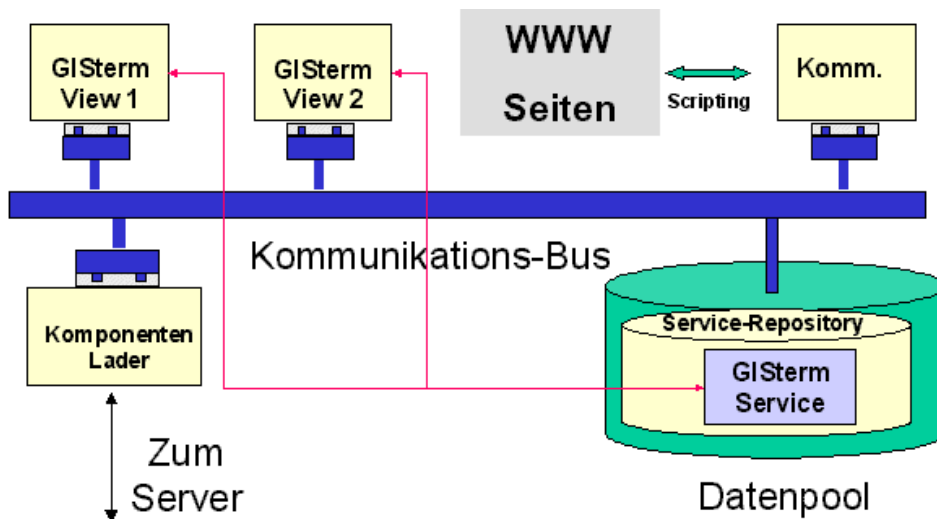 GISterm
View 1
GISterm
View 2
WWW
Seiten
Scripting
Komm.
Kommunikations-Bus
Komponenten
Lader
Service-Repository
GISterm
Service
Zum
Server
Datenpool